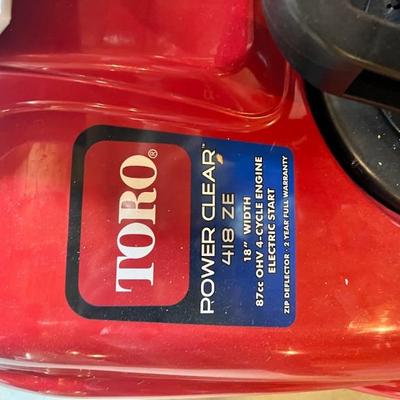 TORO®
POWER CLEAR™
418 ZE
18" WIDTH
87cc OHV 4-CYCLE ENGINE
ELECTRIC START
ZIP DEFLECTOR · 2 YEAR FULL WARRANTY